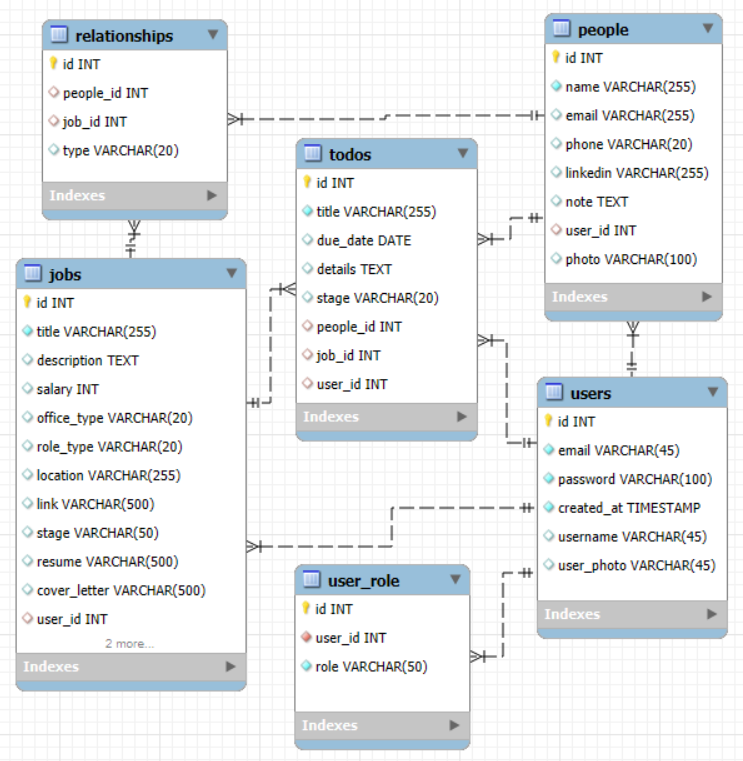 relationships
id INT
people_id INT
job_id INT
type VARCHAR(20)
Indexes
people
id INT
name VARCHAR(255)
email VARCHAR(255)
phone VARCHAR(20)
linkedin VARCHAR(255)
note TEXT
user_id INT
photo VARCHAR(100)
Indexes
todos
id INT
title VARCHAR(255)
due_date DATE
details TEXT
stage VARCHAR(20)
people_id INT
job_id INT
user_id INT
Indexes
jobs
id INT
title VARCHAR(255)
description TEXT
salary INT
office_type VARCHAR(20)
role_type VARCHAR(20)
location VARCHAR(255)
link VARCHAR(500)
stage VARCHAR(50)
resume VARCHAR(500)
cover_letter VARCHAR(500)
user_id INT
2 more...
Indexes
users
id INT
email VARCHAR(45)
password VARCHAR(100)
created_at TIMESTAMP
username VARCHAR(45)
user_photo VARCHAR(45)
Indexes
user_role
id INT
user_id INT
role VARCHAR(50)
Indexes